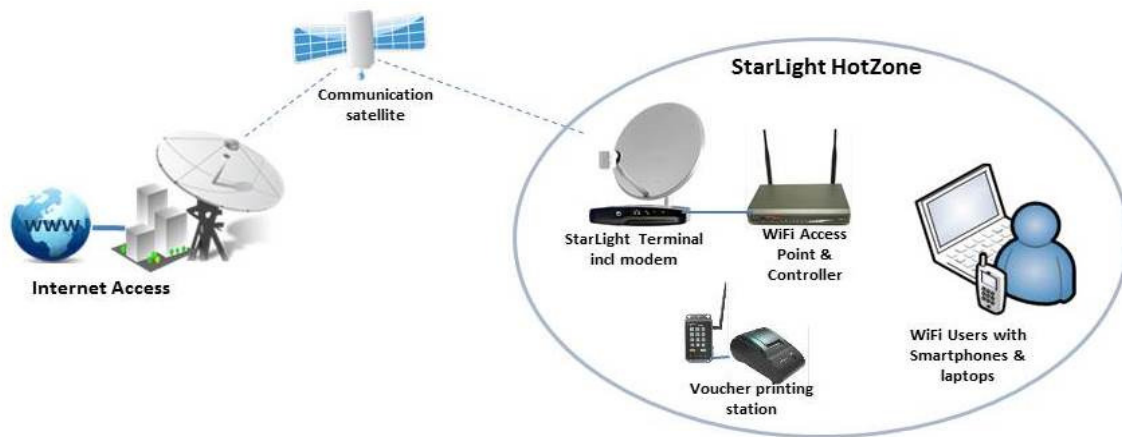 StarLight HotZone
Communication
satellite
WWW
Internet Access
StarLight Terminal
incl modem
WiFi Access
Point &
Controller
Voucher printing
station
WiFi Users with
Smartphones &
laptops